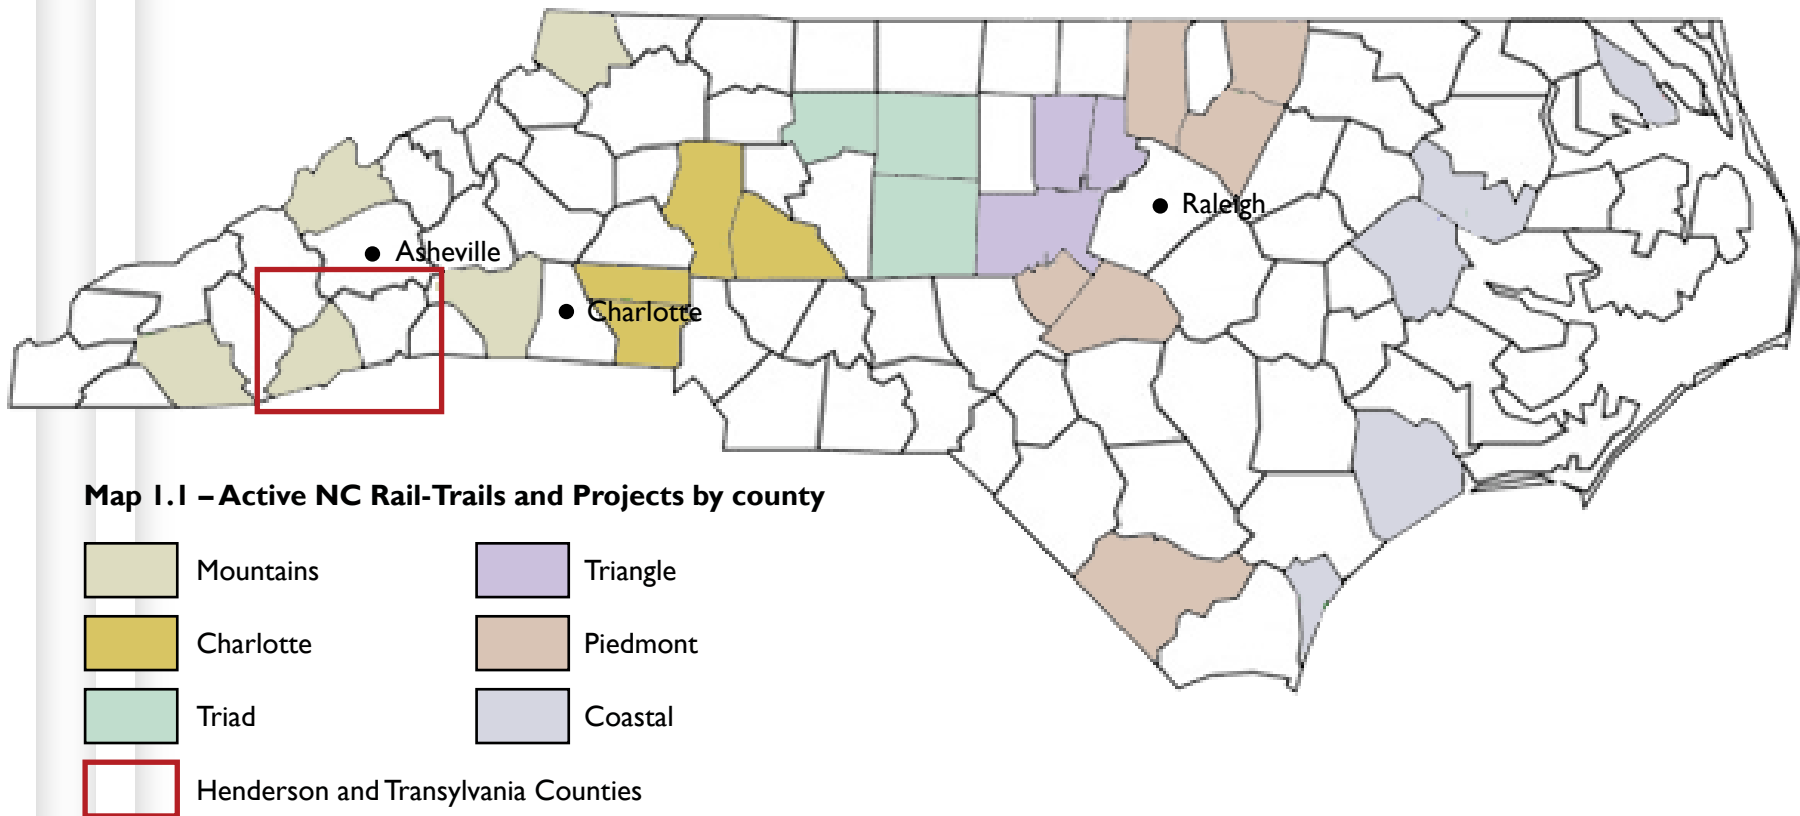 Raleigh
Asheville
Charlotte
Map 1.1 – Active NC Rail-Trails and Projects by county
Mountains
Triangle
Charlotte
Piedmont
Triad
Coastal
Henderson and Transylvania Counties